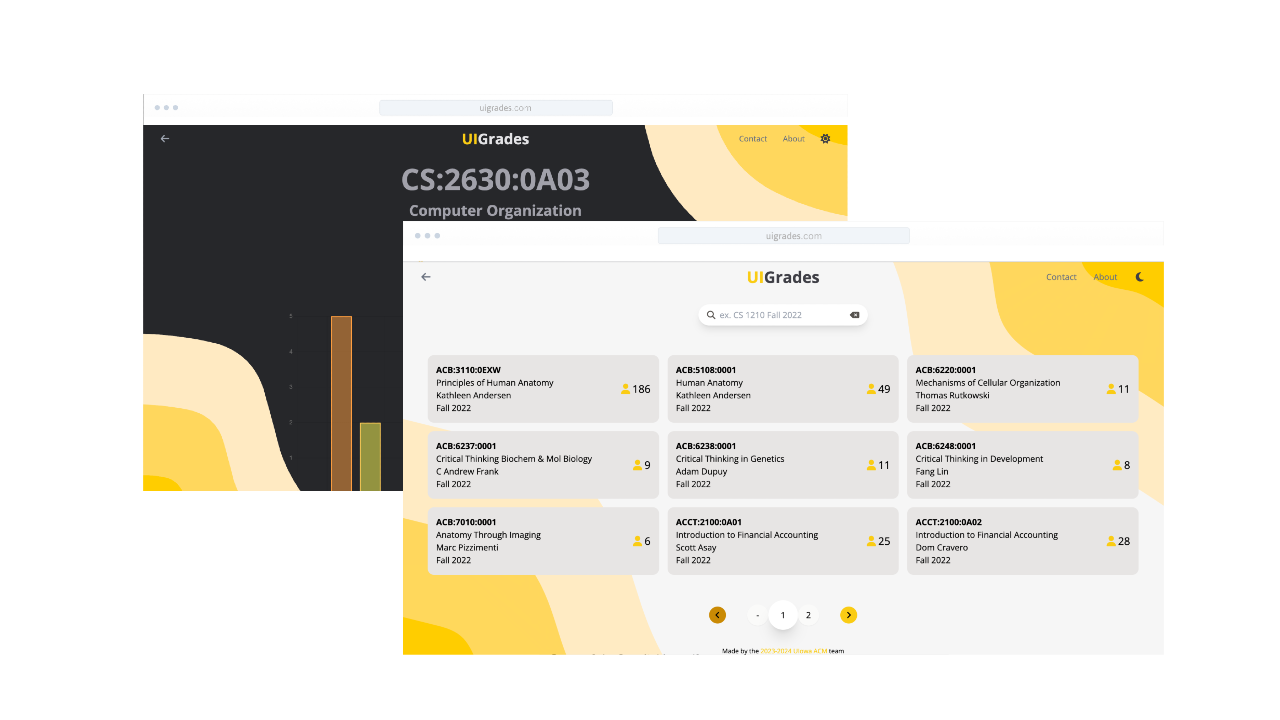 uigrades.com
UIGrades
Contact About
CS:2630:0A03
Computer Organization
5
4
3
2
1
uigrades.com
UIGrades
Contact About
ex. CS 1210 Fall 2022
ACB:3110:0EXW
Principles of Human Anatomy
Kathleen Andersen
Fall 2022
186
ACB:5108:0001
Human Anatomy
Kathleen Andersen
Fall 2022
49
ACB:6220:0001
Mechanisms of Cellular Organization
Thomas Rutkowski
Fall 2022
11
ACB:6237:0001
Critical Thinking Biochem & Mol Biology
C Andrew Frank
Fall 2022
9
ACB:6238:0001
Critical Thinking in Genetics
Adam Dupuy
Fall 2022
11
ACB:6248:0001
Critical Thinking in Development
Fang Lin
Fall 2022
8
ACB:7010:0001
Anatomy Through Imaging
Marc Pizzimenti
Fall 2022
6
ACCT:2100:0A01
Introduction to Financial Accounting
Scott Asay
Fall 2022
25
ACCT:2100:0A02
Introduction to Financial Accounting
Dom Cravero
Fall 2022
28
- 1 2
Made by the 2023-2024 UIowa ACM team